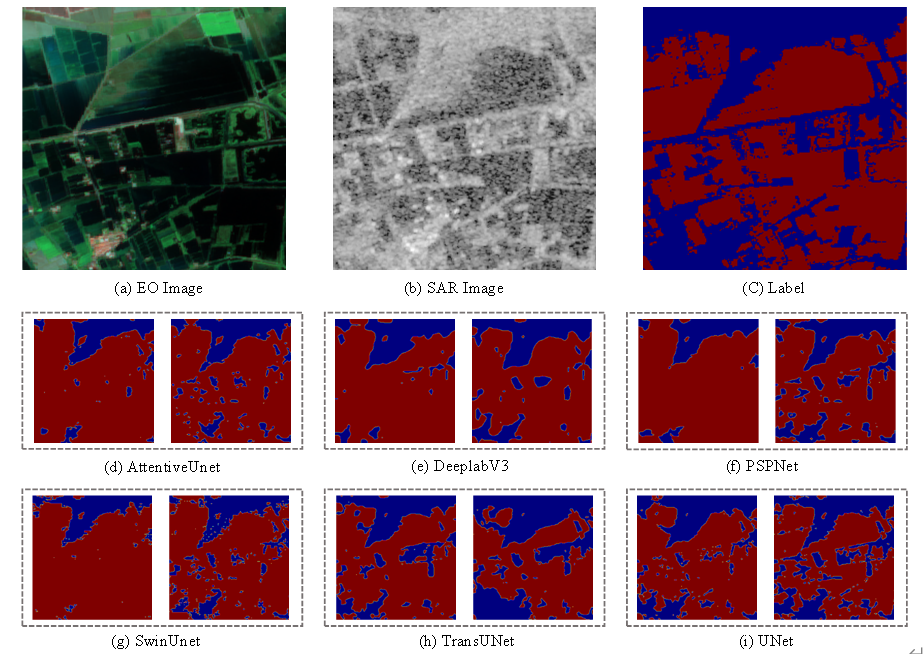 (a) EO Image
(b) SAR Image
(C) Label
(d) AttentiveUnet
(e) DeeplabV3
(f) PSPNet
(g) SwinUnet
(h) TransUNet
(i) UNet